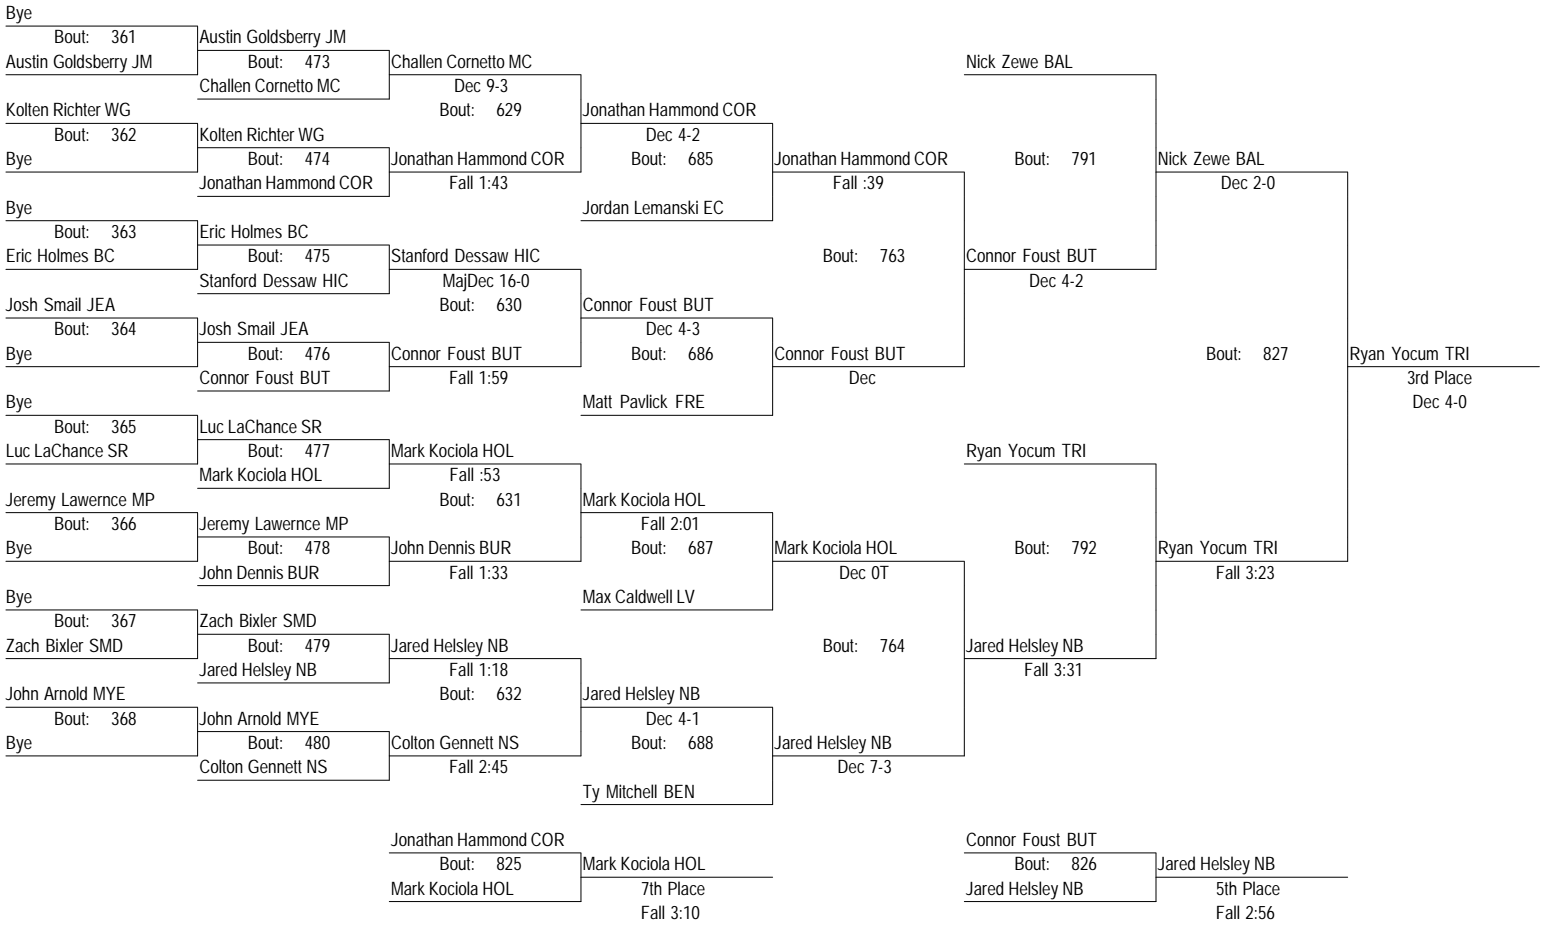 Bye
Bout: 361 Austin Goldsberry JM
Austin Goldsberry JM Bout: 473 Challen Cornetto MC Nick Zewe BAL
Challen Cornetto MC Dec 9-3
Kolten Richter WG Bout: 629 Jonathan Hammond COR
Bout: 362 Kolten Richter WG Dec 4-2
Bye Bout: 474 Jonathan Hammond COR Bout: 685 Jonathan Hammond COR Bout: 791 Nick Zewe BAL
Jonathan Hammond COR Fall 1:43 Fall :39 Dec 2-0
Bye Jordan Lemanski EC
Bout: 363 Eric Holmes BC
Eric Holmes BC Bout: 475 Stanford Dessaw HIC Bout: 763 Connor Foust BUT
Stanford Dessaw HIC MajDec 16-0 Dec 4-2
Josh Smail JEA Bout: 630 Connor Foust BUT
Bout: 364 Josh Smail JEA Dec 4-3
Bye Bout: 476 Connor Foust BUT Bout: 686 Connor Foust BUT Bout: 827 Ryan Yocum TRI
Connor Foust BUT Fall 1:59 Dec 3rd Place
Bye Matt Pavlick FRE Dec 4-0
Bout: 365 Luc LaChance SR
Luc LaChance SR Bout: 477 Mark Kociola HOL Ryan Yocum TRI
Mark Kociola HOL Fall :53
Jeremy Lawernce MP Bout: 631 Mark Kociola HOL
Bout: 366 Jeremy Lawernce MP Fall 2:01
Bye Bout: 478 John Dennis BUR Bout: 687 Mark Kociola HOL Bout: 792 Ryan Yocum TRI
John Dennis BUR Fall 1:33 Dec 0T Fall 3:23
Bye Max Caldwell LV
Bout: 367 Zach Bixler SMD
Zach Bixler SMD Bout: 479 Jared Helsley NB Bout: 764 Jared Helsley NB
Jared Helsley NB Fall 1:18 Fall 3:31
John Arnold MYE Bout: 632 Jared Helsley NB
Bout: 368 John Arnold MYE Dec 4-1
Bye Bout: 480 Colton Gennett NS Bout: 688 Jared Helsley NB
Colton Gennett NS Fall 2:45 Dec 7-3
Ty Mitchell BEN
Jonathan Hammond COR Connor Foust BUT
Bout: 825 Mark Kociola HOL Bout: 826 Jared Helsley NB
Mark Kociola HOL 7th Place Jared Helsley NB 5th Place
Fall 3:10 Fall 2:56